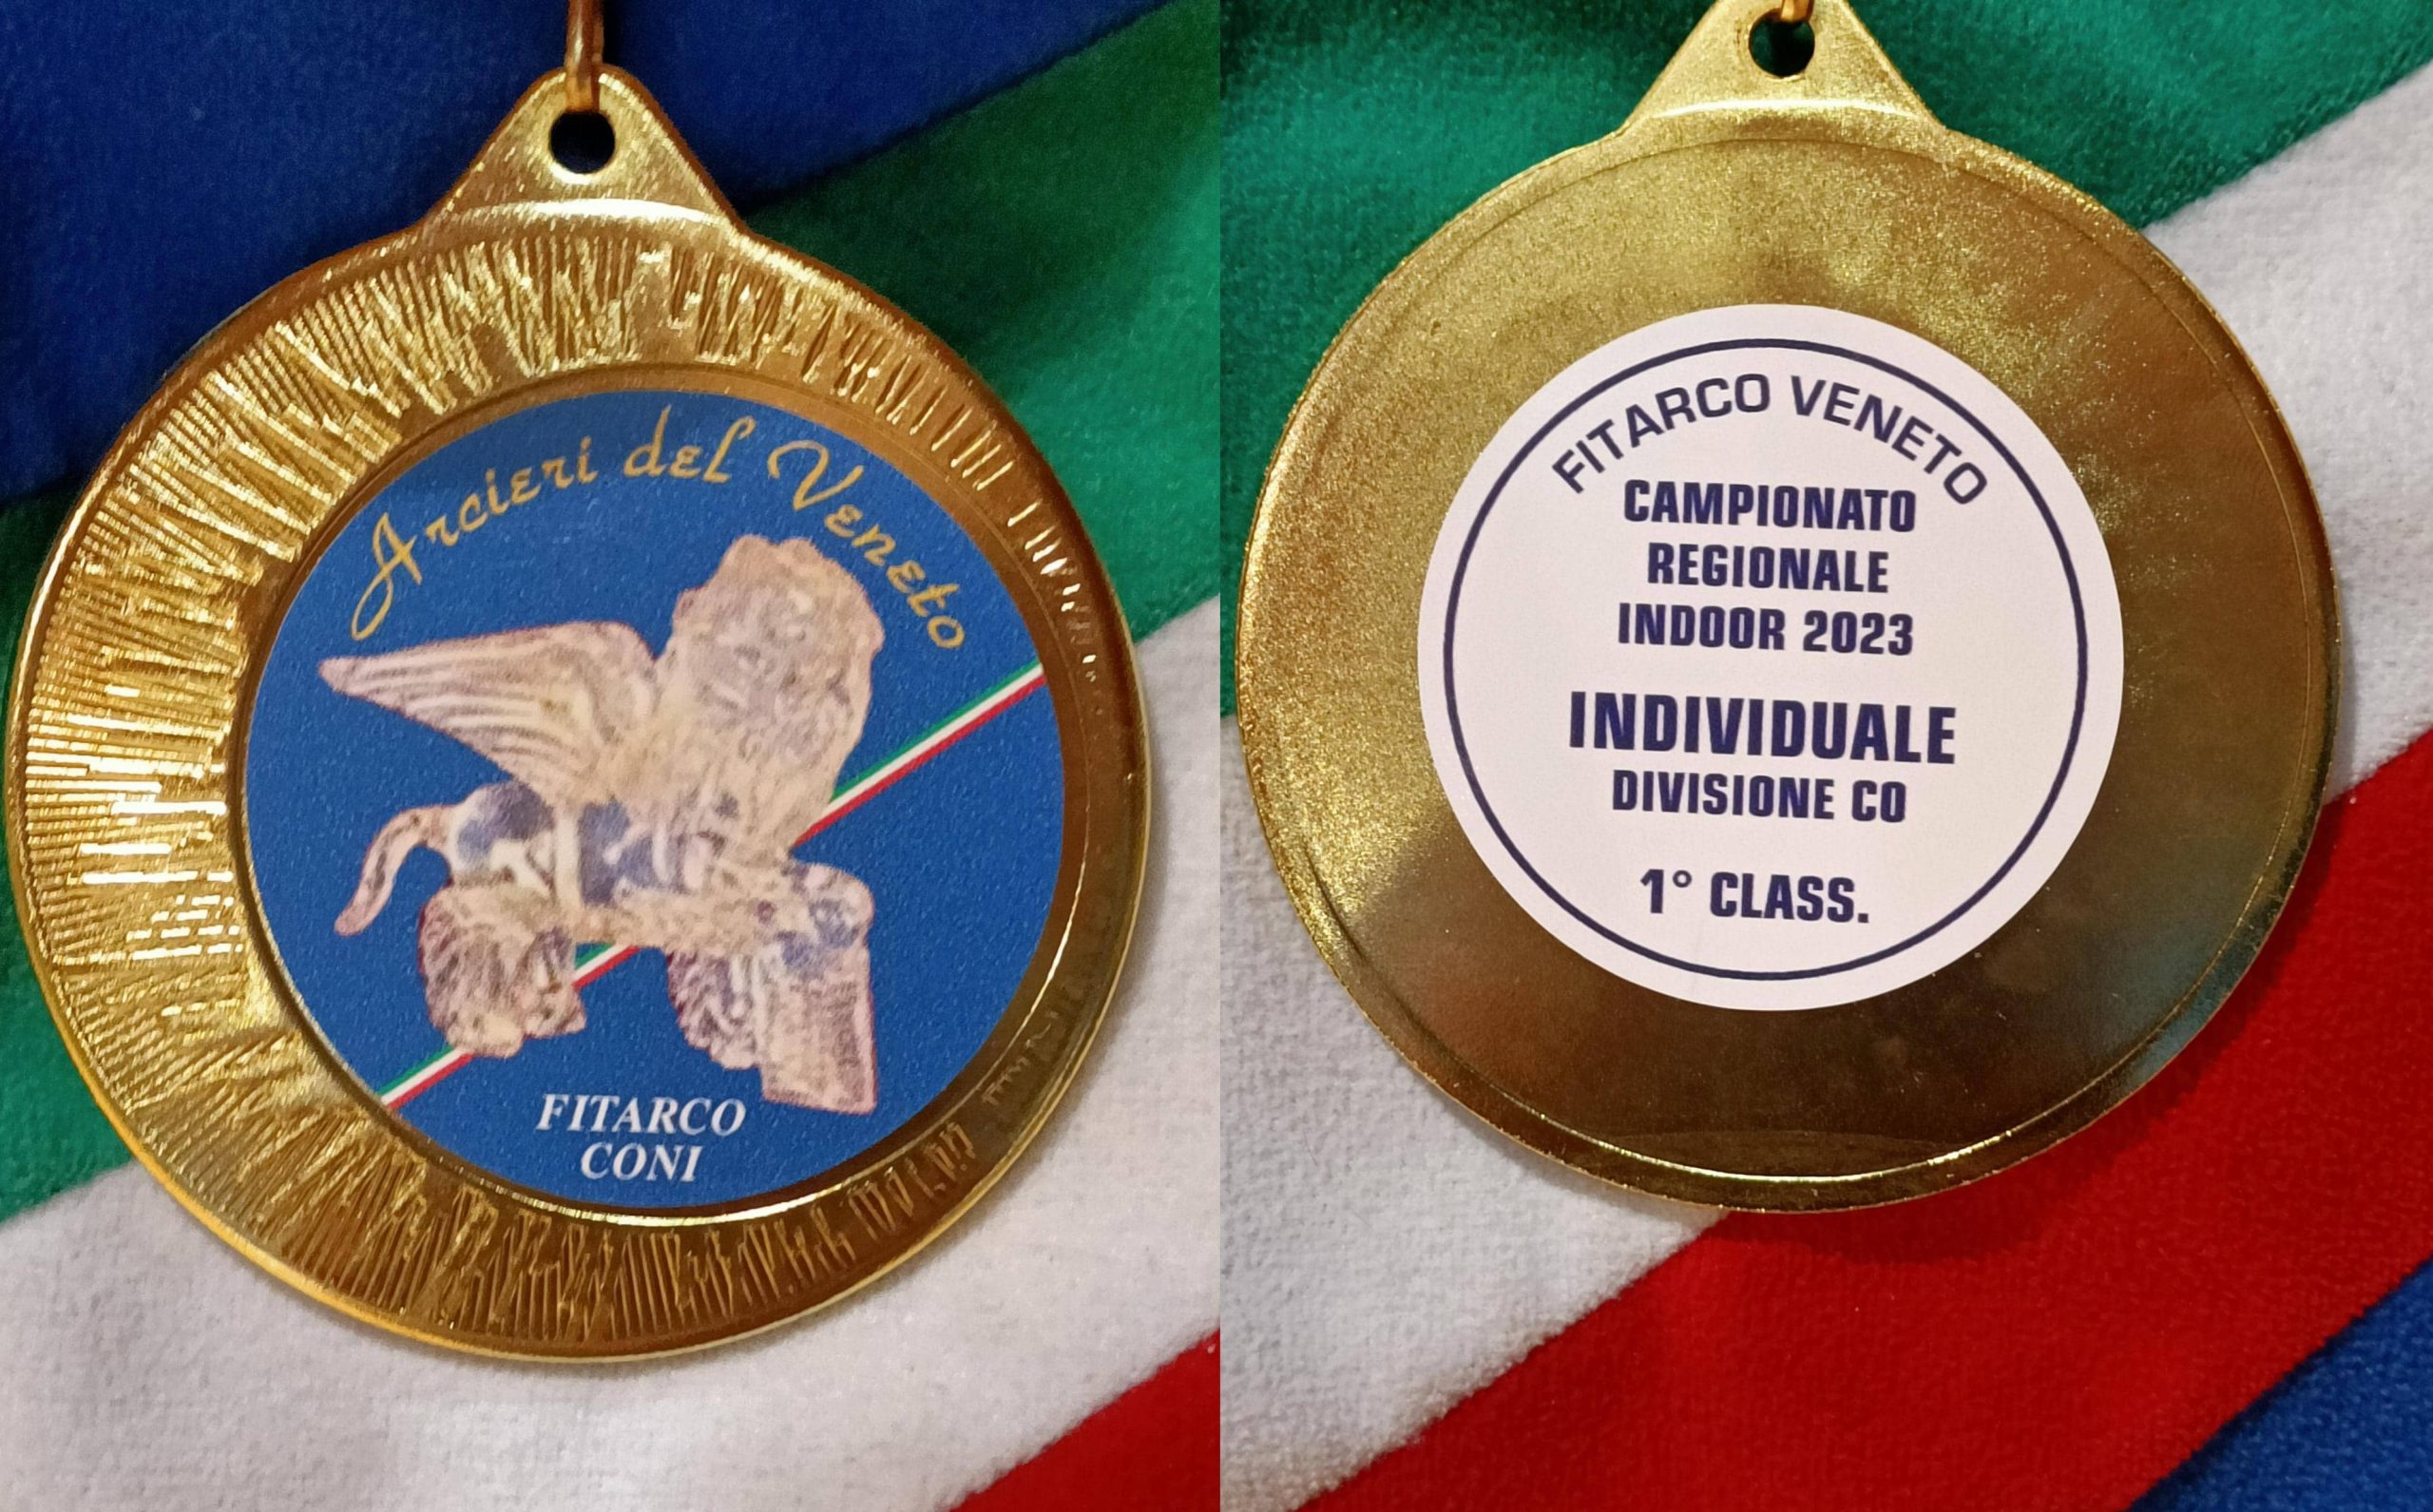 Arcieri del Veneto
FITARCO
CONI
FITARCO VENETO
CAMPIONATO
REGIONALE
INDOOR 2023
INDIVIDUALE
DIVISIONE CO
1° CLASS.